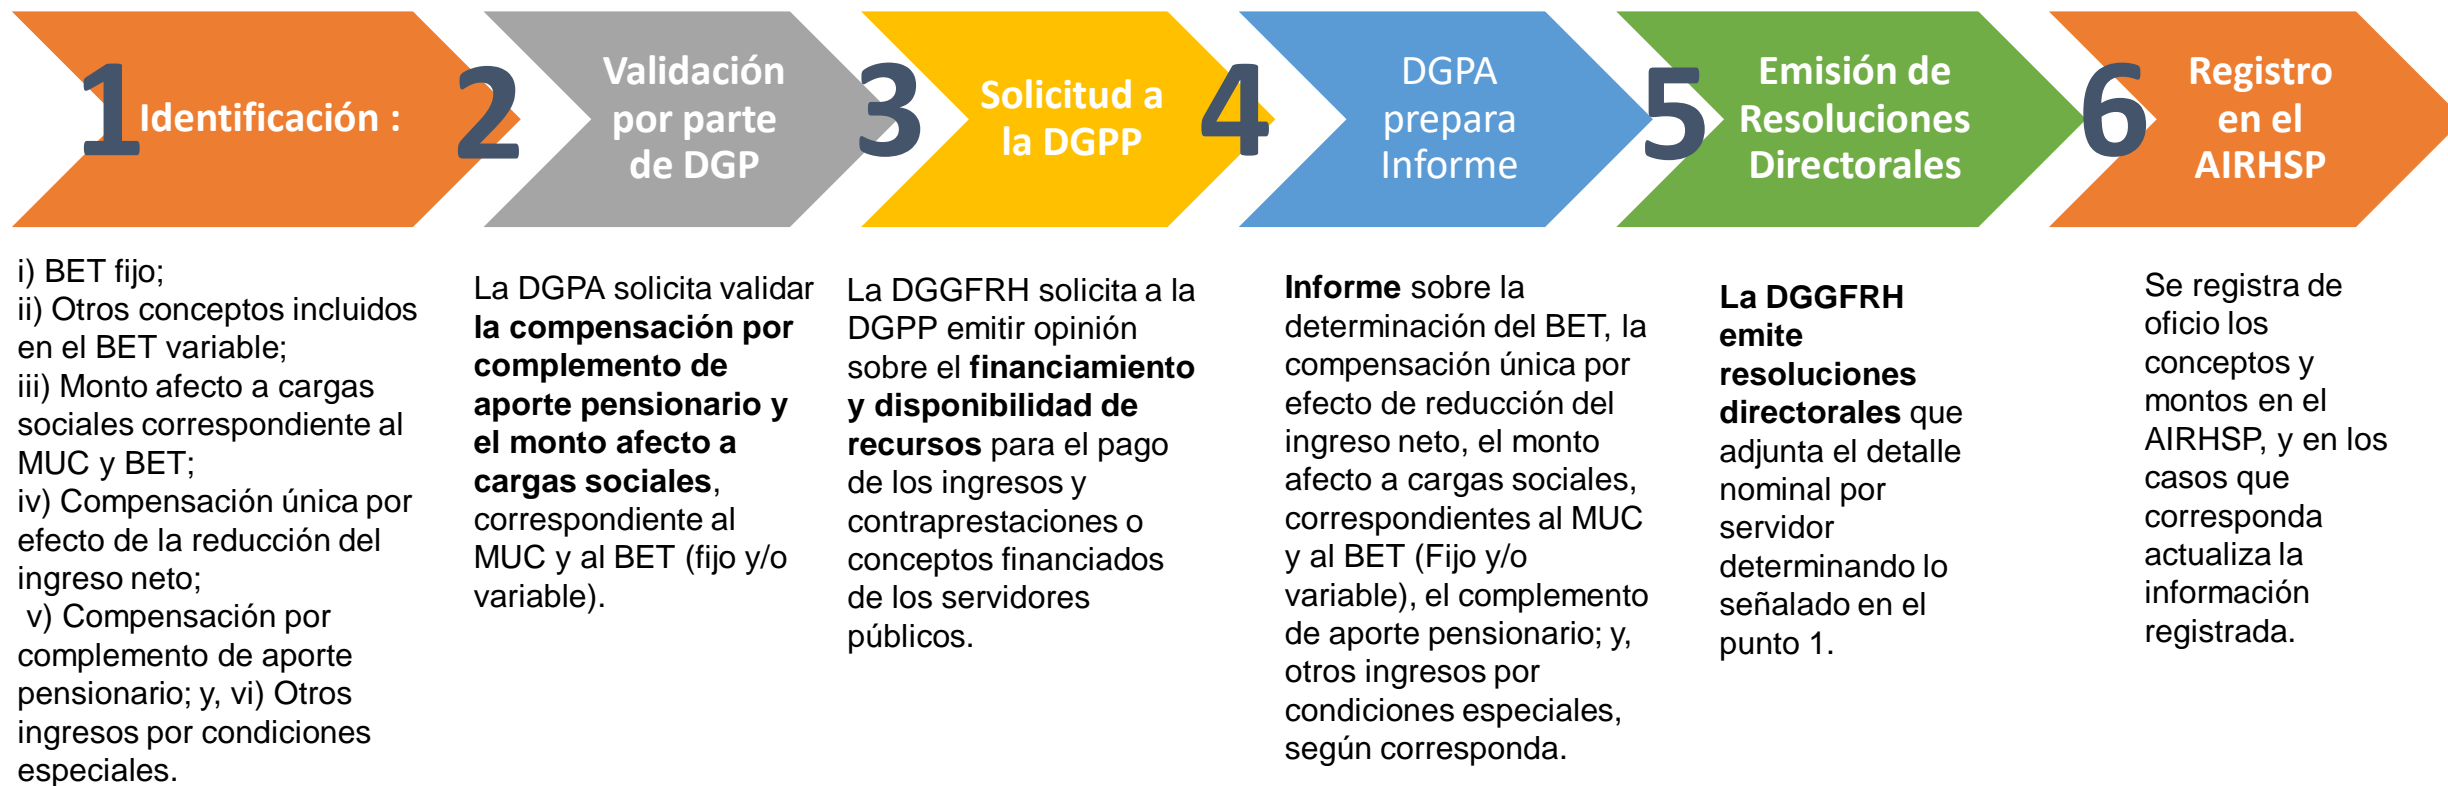 1
Identificación :
2
Validación
por parte
de DGP
3
Solicitud a
la DGPP
4
DGPA
prepara
Informe
5
Emisión de
Resoluciones
Directorales
6
Registro
en el
AIRHSP
i) BET fijo;
ii) Otros conceptos incluidos
en el BET variable;
iii) Monto afecto a cargas
sociales correspondiente al
MUC y BET;
iv) Compensación única por
efecto de la reducción del
ingreso neto;
v) Compensación por
complemento de aporte
pensionario; y, vi) Otros
ingresos por condiciones
especiales.
La DGPA solicita validar
la compensación por
complemento de
aporte pensionario y
el monto afecto a
cargas sociales,
correspondiente al
MUC y al BET (fijo y/o
variable).
La DGGFRH solicita a la
DGPP emitir opinión
sobre el financiamiento
y disponibilidad de
recursos para el pago
de los ingresos y
contraprestaciones o
conceptos financiados
de los servidores
públicos.
Informe sobre la
determinación del BET, la
compensación única por
efecto de reducción del
ingreso neto, el monto
afecto a cargas sociales,
correspondientes al MUC
y al BET (Fijo y/o
variable), el complemento
de aporte pensionario; y,
otros ingresos por
condiciones especiales,
según corresponda.
La DGGFRH
emite
resoluciones
directorales que
adjunta el detalle
nominal por
servidor
determinando lo
señalado en el
punto 1.
Se registra de
oficio los
conceptos y
montos en el
AIRHSP, y en los
casos que
corresponda
actualiza la
información
registrada.